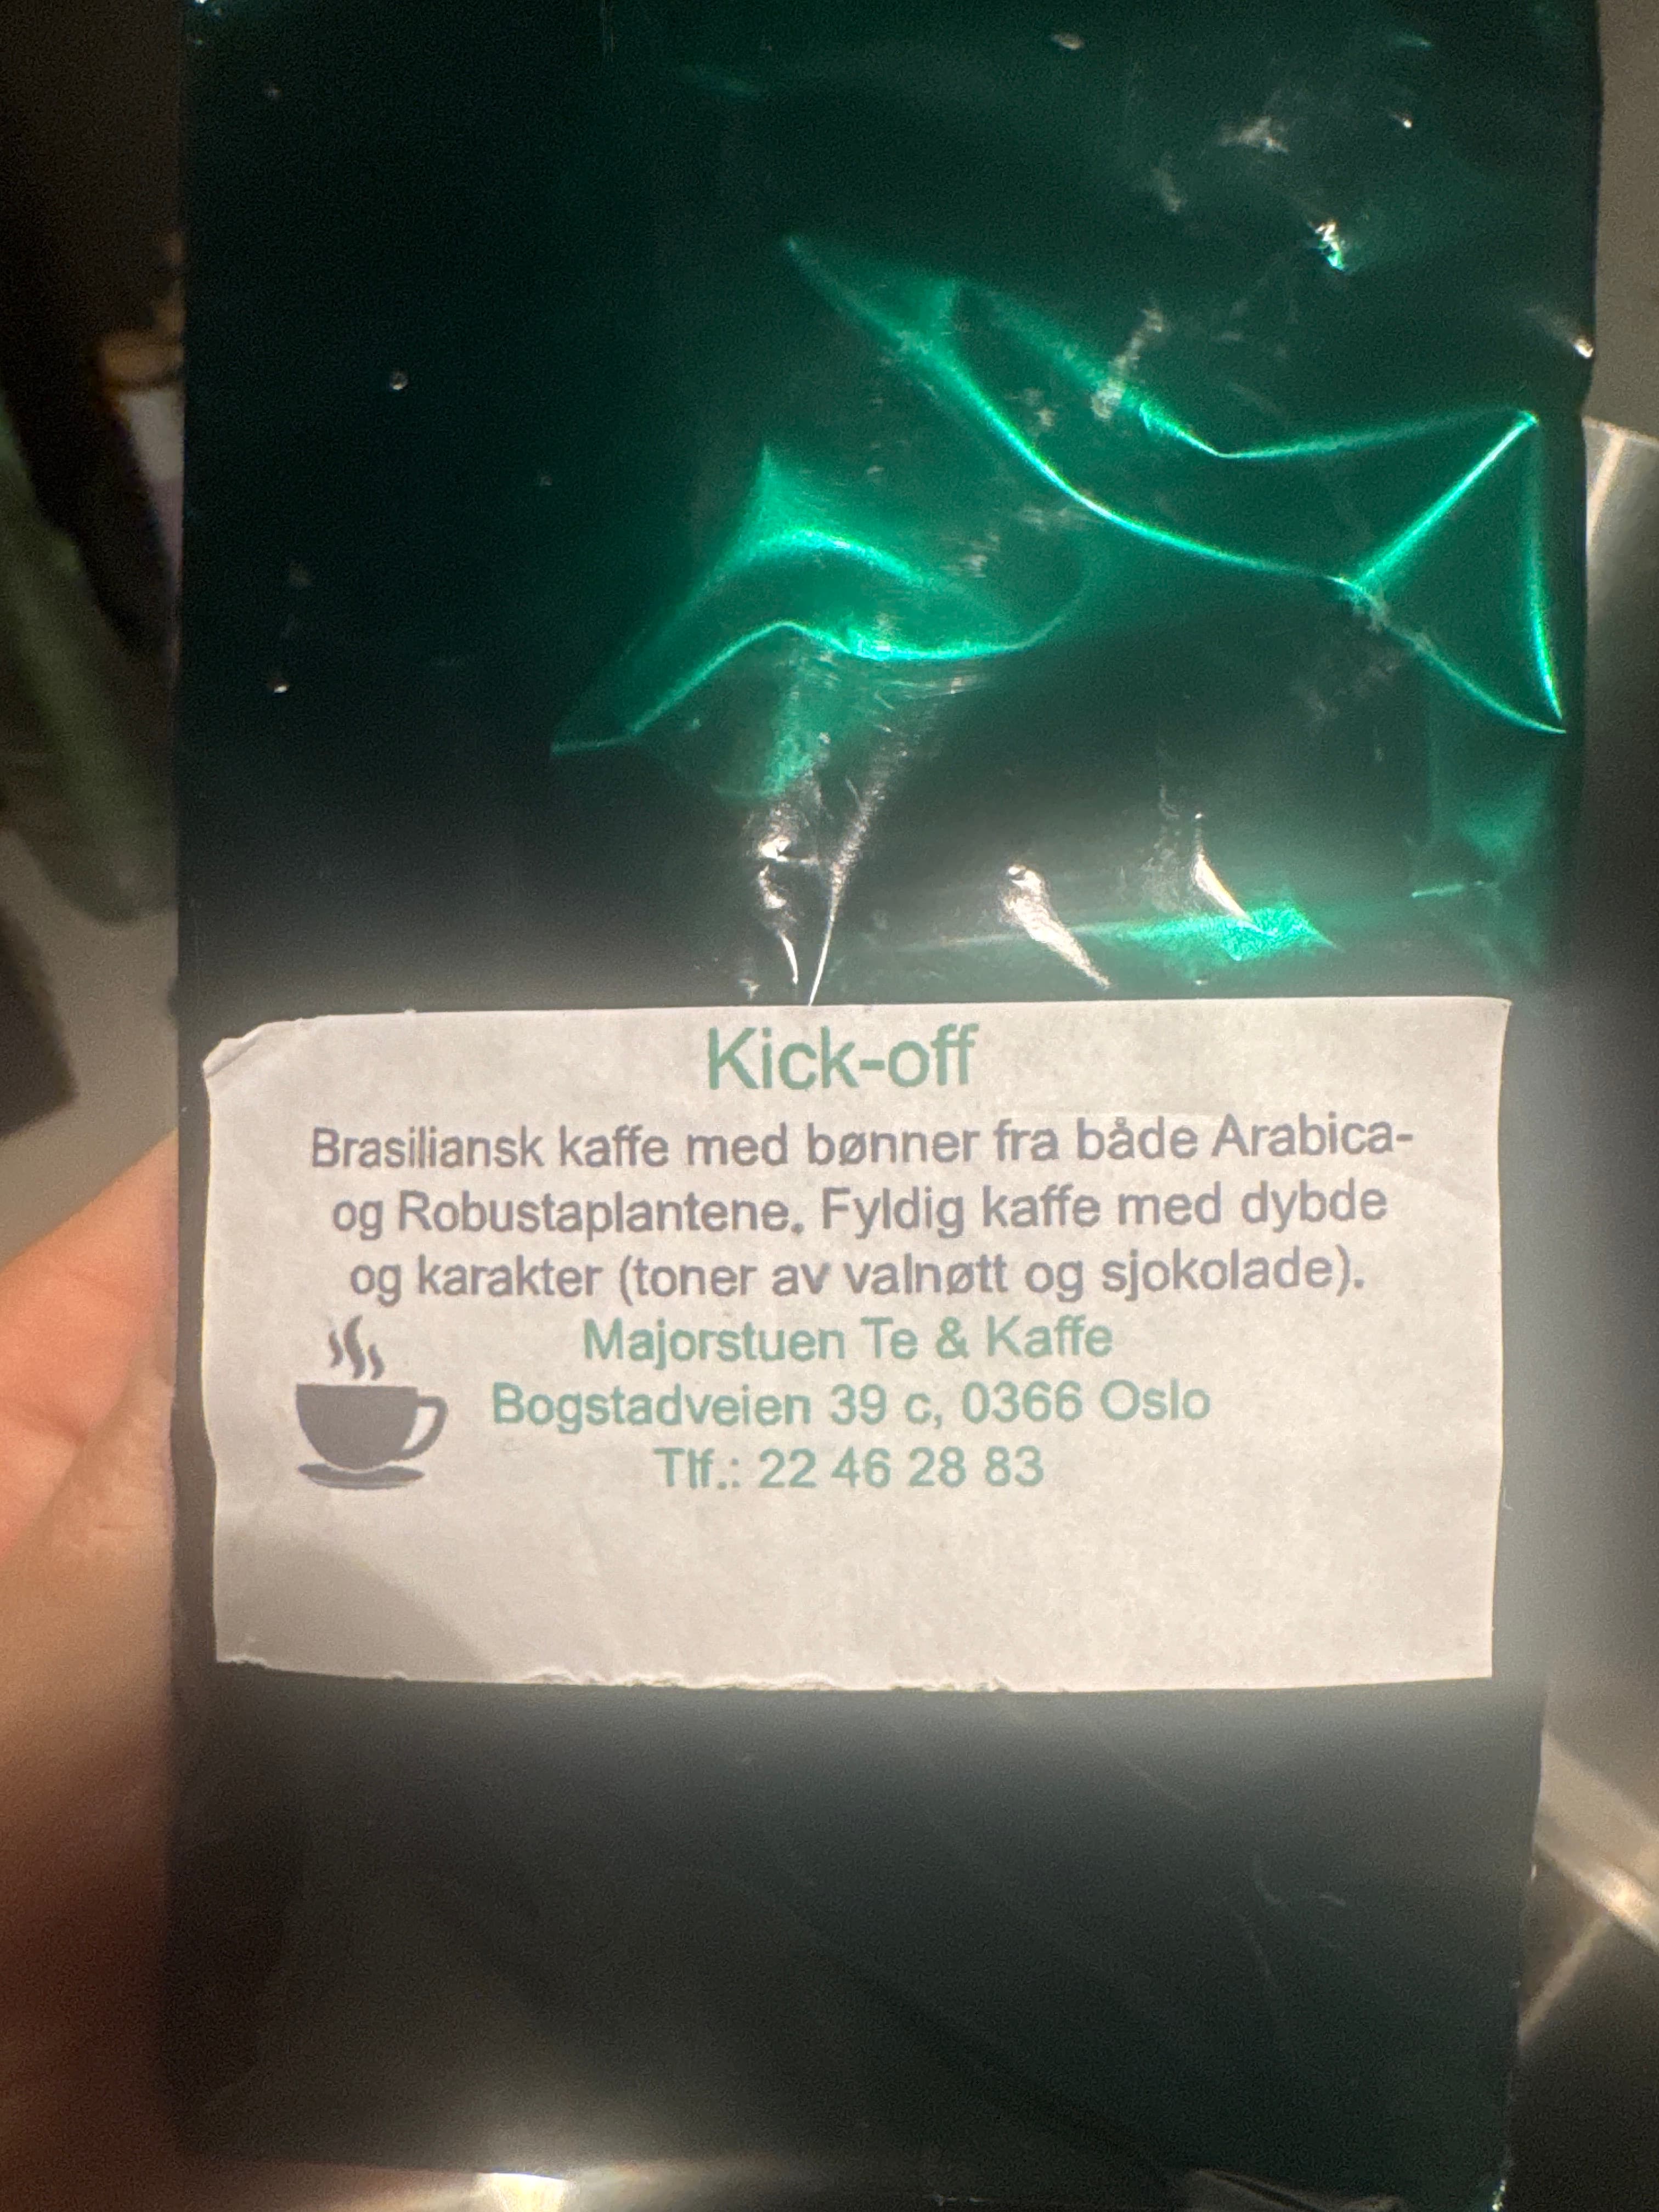 Kick-off
Brasiliansk kaffe med bønner fra både Arabica-
og Robustaplantene. Fyldig kaffe med dybde
og karakter (toner av valnøtt og sjokolade).
Majorstuen Te & Kaffe
Bogstadveien 39 c, 0366 Oslo
Tlf.: 22 46 28 83